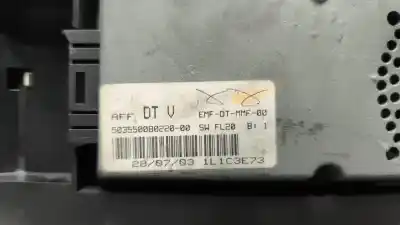 AFF DT V EMF-DT-MMF-00
503550080220-00 SW FL20 B: 1
28/07/03 1L1C3E73